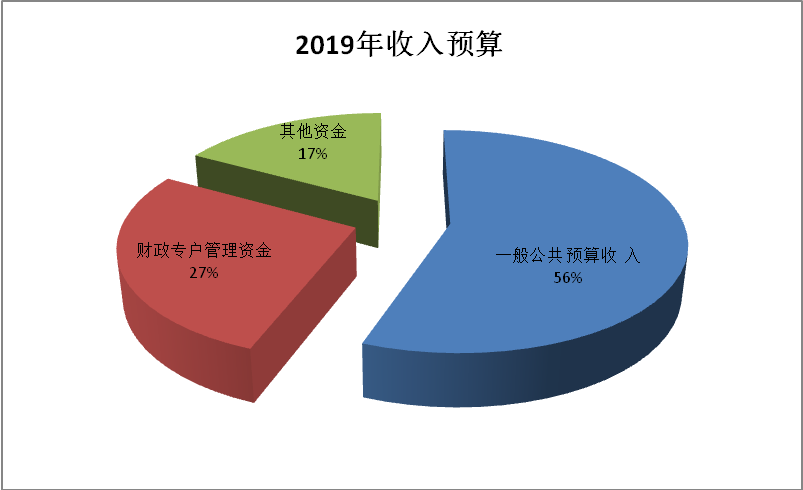 2019年收入预算
其他资金
17%
财政专户管理资金
27%
一般公共预算收 入
56%